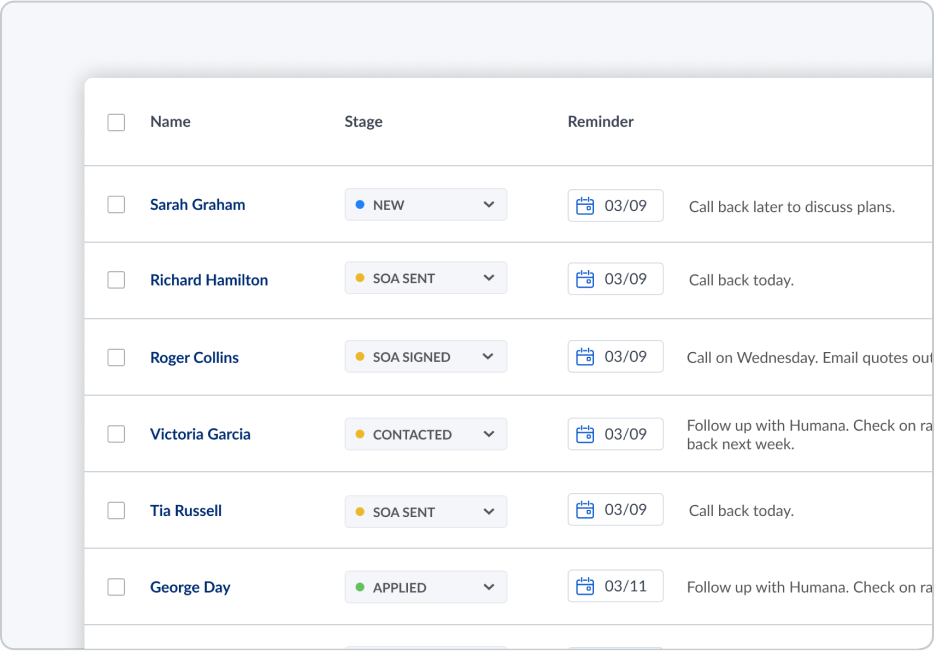 Name Stage Reminder
Sarah Graham NEW 03/09 Call back later to discuss plans.
Richard Hamilton SOA SENT 03/09 Call back today.
Roger Collins SOA SIGNED 03/09 Call on Wednesday. Email quotes out
Victoria Garcia CONTACTED 03/09 Follow up with Humana. Check on
back next week.
Tia Russell SOA SENT 03/09 Call back today.
George Day APPLIED 03/11 Follow up with Humana. Check on